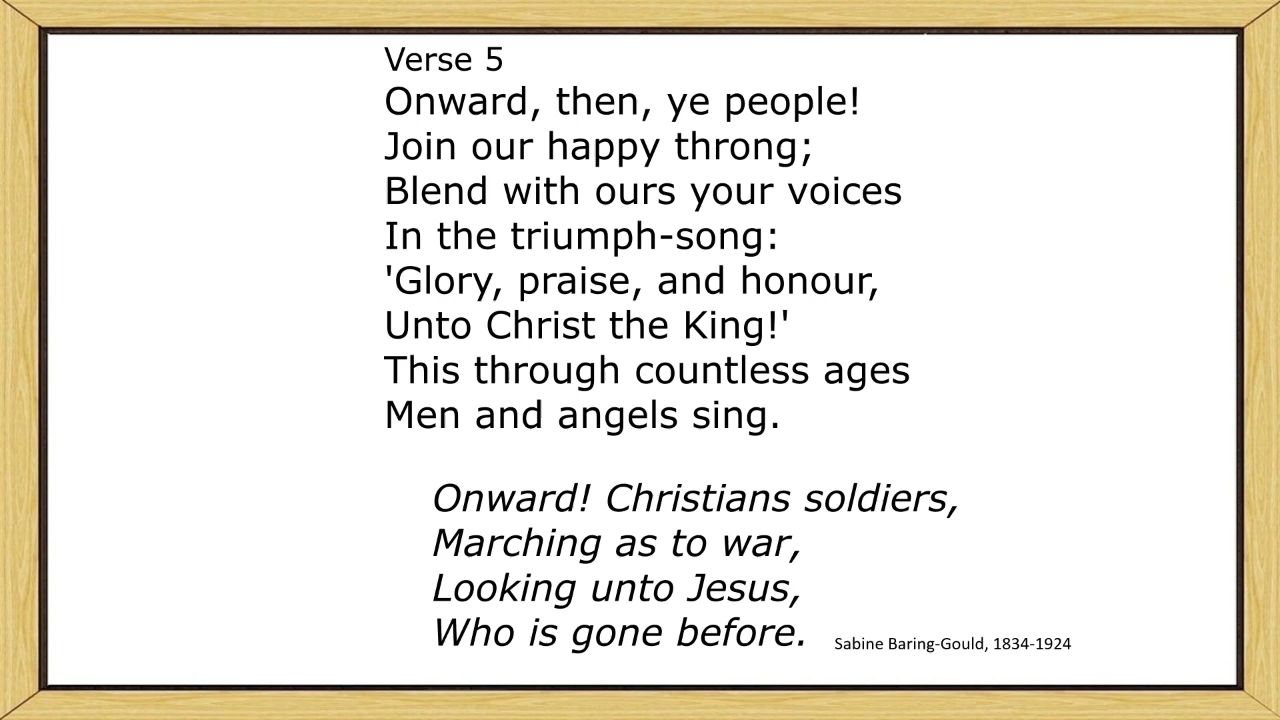 Verse 5
Onward, then, ye people!
Join our happy throng;
Blend with ours your voices
In the triumph-song:
'Glory, praise, and honour,
Unto Christ the King!'
This through countless ages
Men and angels sing.
Onward! Christians soldiers,
Marching as to war,
Looking unto Jesus,
Who is gone before.
Sabine Baring-Gould, 1834-1924